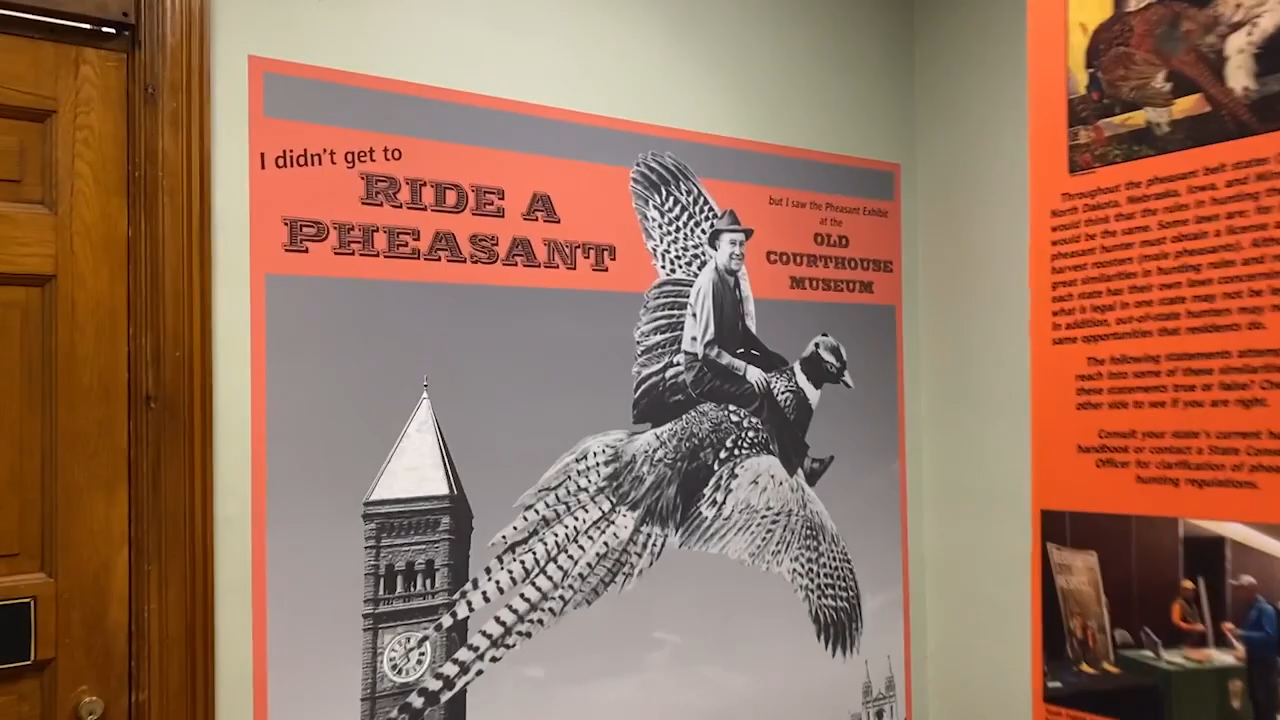 I didn't get to
RIDE A
PHEASANT
but I saw the Pheasant Exhibit
at the
OLD
COURTHOUSE
MUSEUM
Throughout the pheasant belt states
North Dakota, Nebraska, Iowa, and
would think that the rules in hunting
would be the same. Some laws are;
pheasant hunter must obtain a license
harvest roosters (male pheasants).
great similarities in hunting rules and
each state has their own laws
what is legal in one state may not be
In addition, out-of-state hunters may
same opportunities that residents do.
The following statements
reach into some of these
these statements true or false?
other side to see if you are right.
Consult your state's current
handbook or contact a State
Officer for clarification of
hunting regulations.